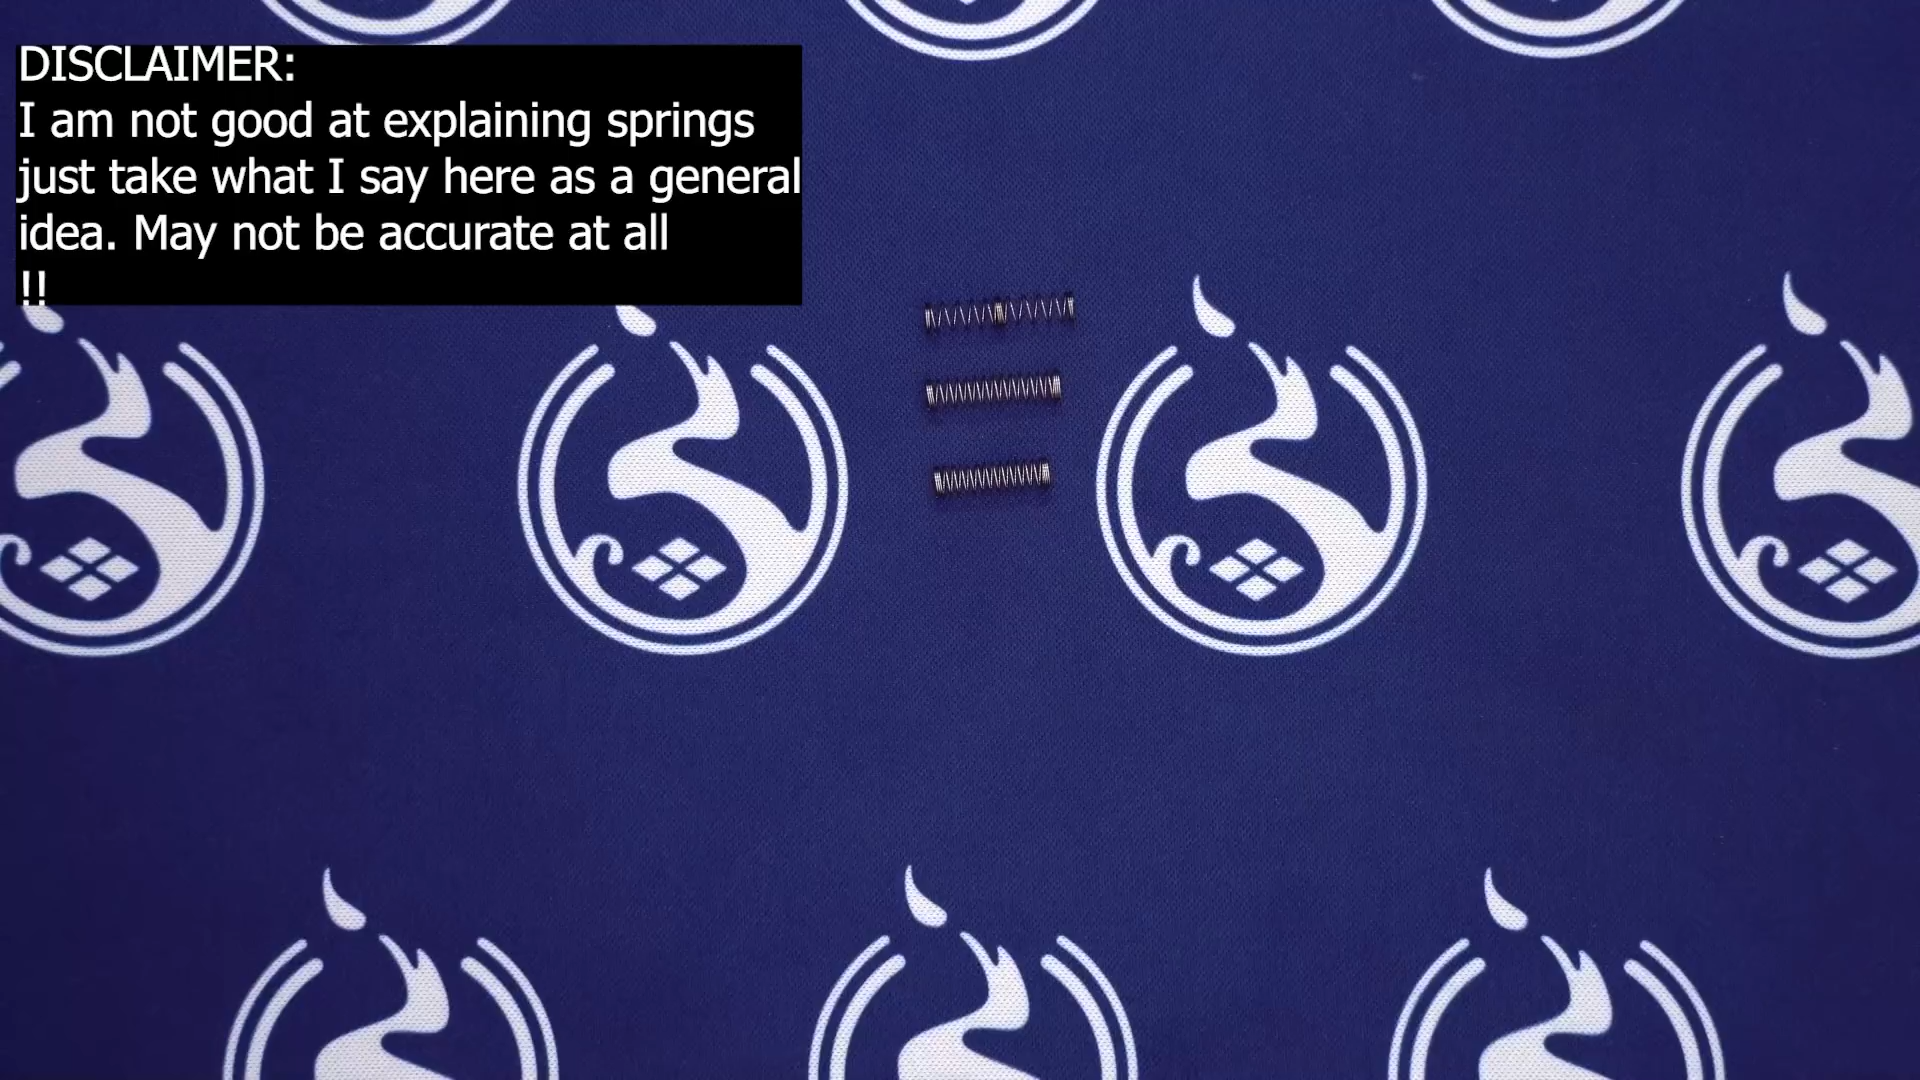 DISCLAIMER:
I am not good at explaining springs
just take what I say here as a general
idea. May not be accurate at all
!!